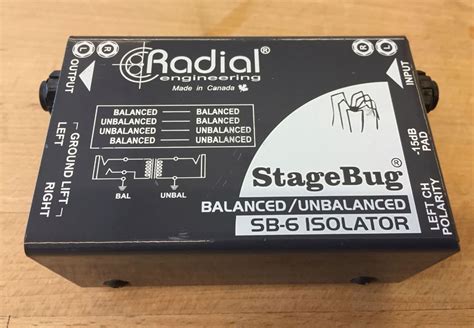 Radial®
engineering
Made in Canada
L R
OUTPUT
R L
INPUT
BALANCED BALANCED
UNBALANCED BALANCED
UNBALANCED UNBALANCED
BALANCED UNBALANCED
BAL UNBAL
LEFT RIGHT
GROUND LIFT
-15dB
PAD
LEFT CH
POLARITY
StageBug®
BALANCED/UNBALANCED
SB-6 ISOLATOR